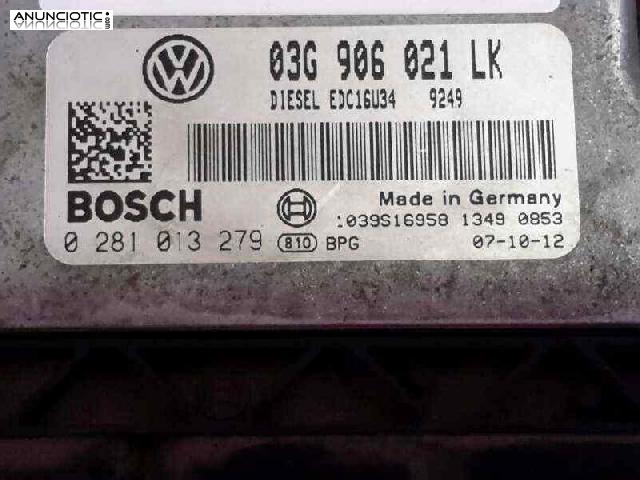 ANUNCIOTIC
.com
03G 906 021 LK
DIESEL EDC16U34 9249
BOSCH
Made in Germany
1039S16958 1349 0853
0 281 013 279 810 BPG 07-10-12